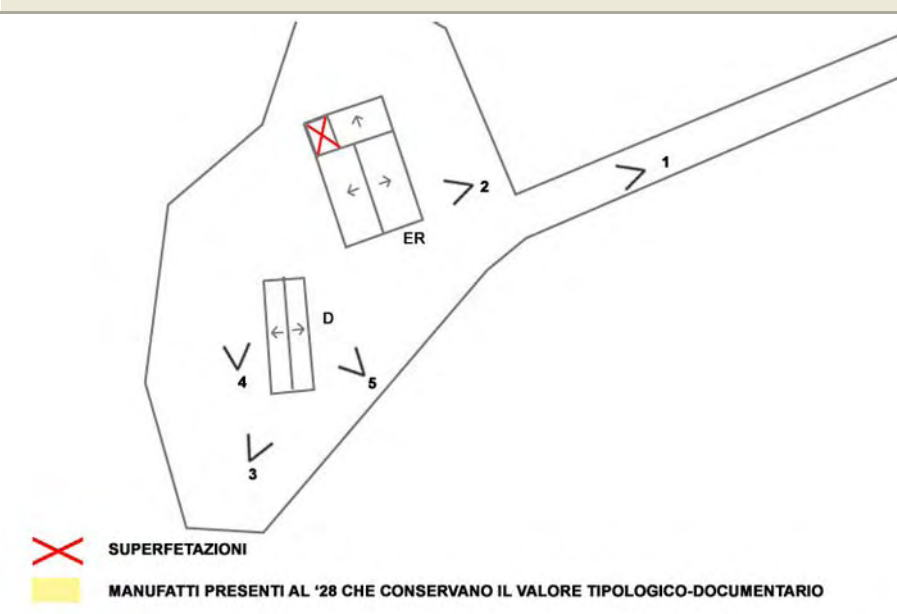 1
2
ER
D
4
5
3
SUPERFETAZIONI
MANUFATTI PRESENTI AL '28 CHE CONSERVANO IL VALORE TIPOLOGICO-DOCUMENTARIO